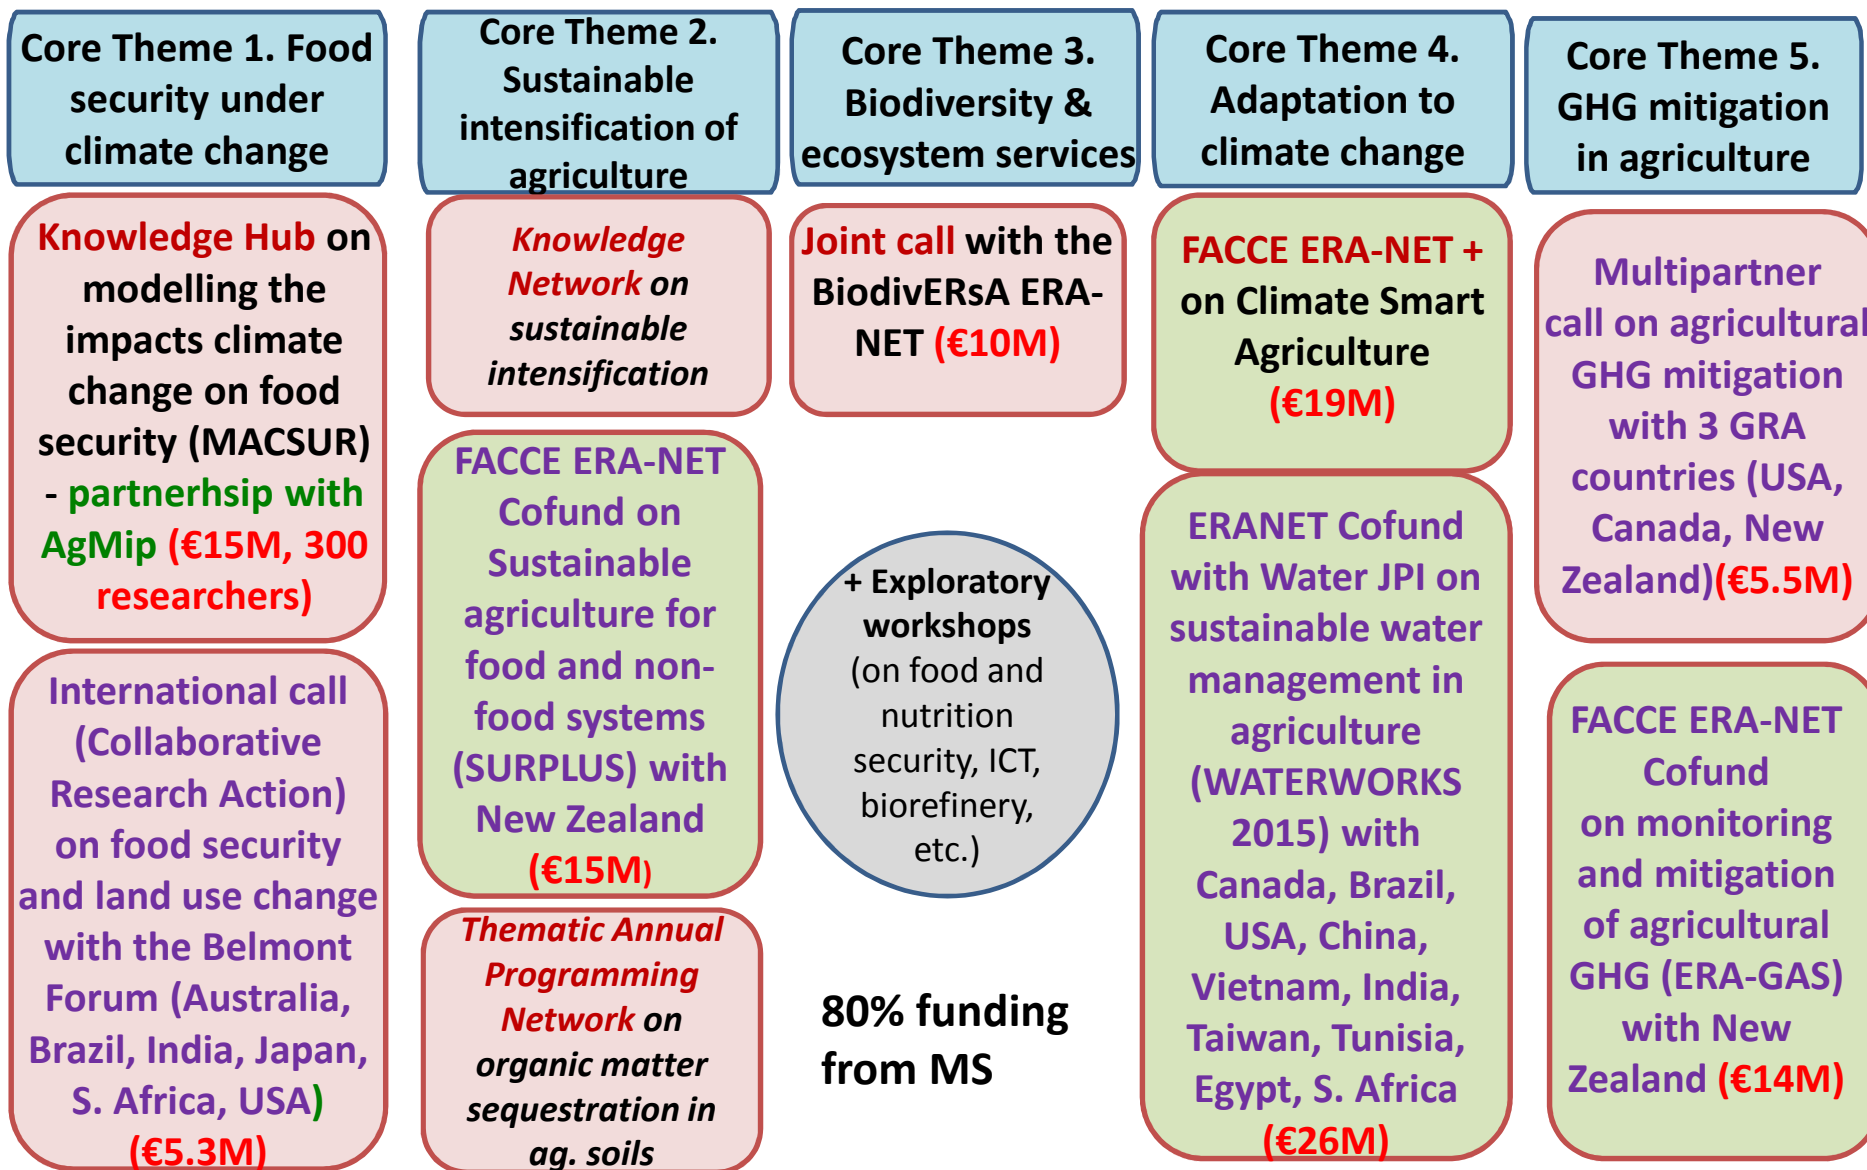 Core Theme 1. Food
security under
climate change
Knowledge Hub on
modelling the
impacts climate
change on food
security (MACSUR)
- partnerhsip with
AgMip (€15M, 300
researchers)
International call
(Collaborative
Research Action)
on food security
and land use change
with the Belmont
Forum (Australia,
Brazil, India, Japan,
S. Africa, USA)
(€5.3M)
Core Theme 2.
Sustainable
intensification of
agriculture
Knowledge
Network on
sustainable
intensification
FACCE ERA-NET
Cofund on
Sustainable
agriculture for
food and non-
food systems
(SURPLUS) with
New Zealand
(€15M)
Thematic Annual
Programming
Network on
organic matter
sequestration in
ag. soils
Core Theme 3.
Biodiversity &
ecosystem services
Joint call with the
BiodivERsA ERA-
NET (€10M)
+ Exploratory
workshops
(on food and
nutrition
security, ICT,
biorefinery,
etc.)
80% funding
from MS
Core Theme 4.
Adaptation to
climate change
FACCE ERA-NET +
on Climate Smart
Agriculture
(€19M)
ERANET Cofund
with Water JPI on
sustainable water
management in
agriculture
(WATERWORKS
2015) with
Canada, Brazil,
USA, China,
Vietnam, India,
Taiwan, Tunisia,
Egypt, S. Africa
(€26M)
Core Theme 5.
GHG mitigation
in agriculture
Multipartner
call on agricultural
GHG mitigation
with 3 GRA
countries (USA,
Canada, New
Zealand)(€5.5M)
FACCE ERA-NET
Cofund
on monitoring
and mitigation
of agricultural
GHG (ERA-GAS)
with New
Zealand (€14M)